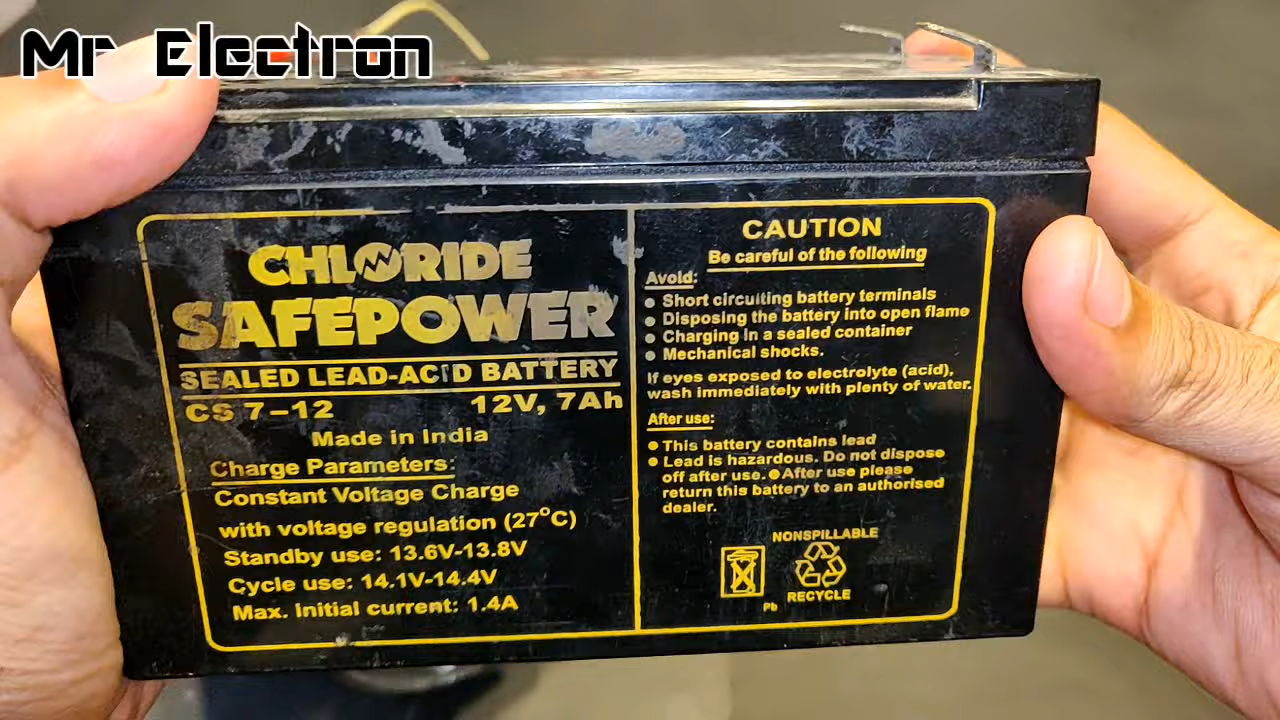 Mr Electron
CHLORIDE
SAFEPOWER
SEALED LEAD-ACID BATTERY
CS 7-12 12V, 7Ah
Made in India
Charge Parameters:
Constant Voltage Charge
with voltage regulation (27°C)
Standby use: 13.6V-13.8V
Cycle use: 14.1V-14.4V
Max. Initial current: 1.4A
CAUTION
Be careful of the following
Avoid:
● Short circuiting battery terminals
● Disposing the battery into open flame
● Charging In a sealed container
● Mechanical shocks.
If eyes exposed to electrolyte (acid),
wash immediately with plenty of water.
After use:
● This battery contains lead
● Lead is hazardous. Do not dispose
off after use. ● After use please
return this battery to an authorised
dealer.
NONSPILLABLE
Pb RECYCLE